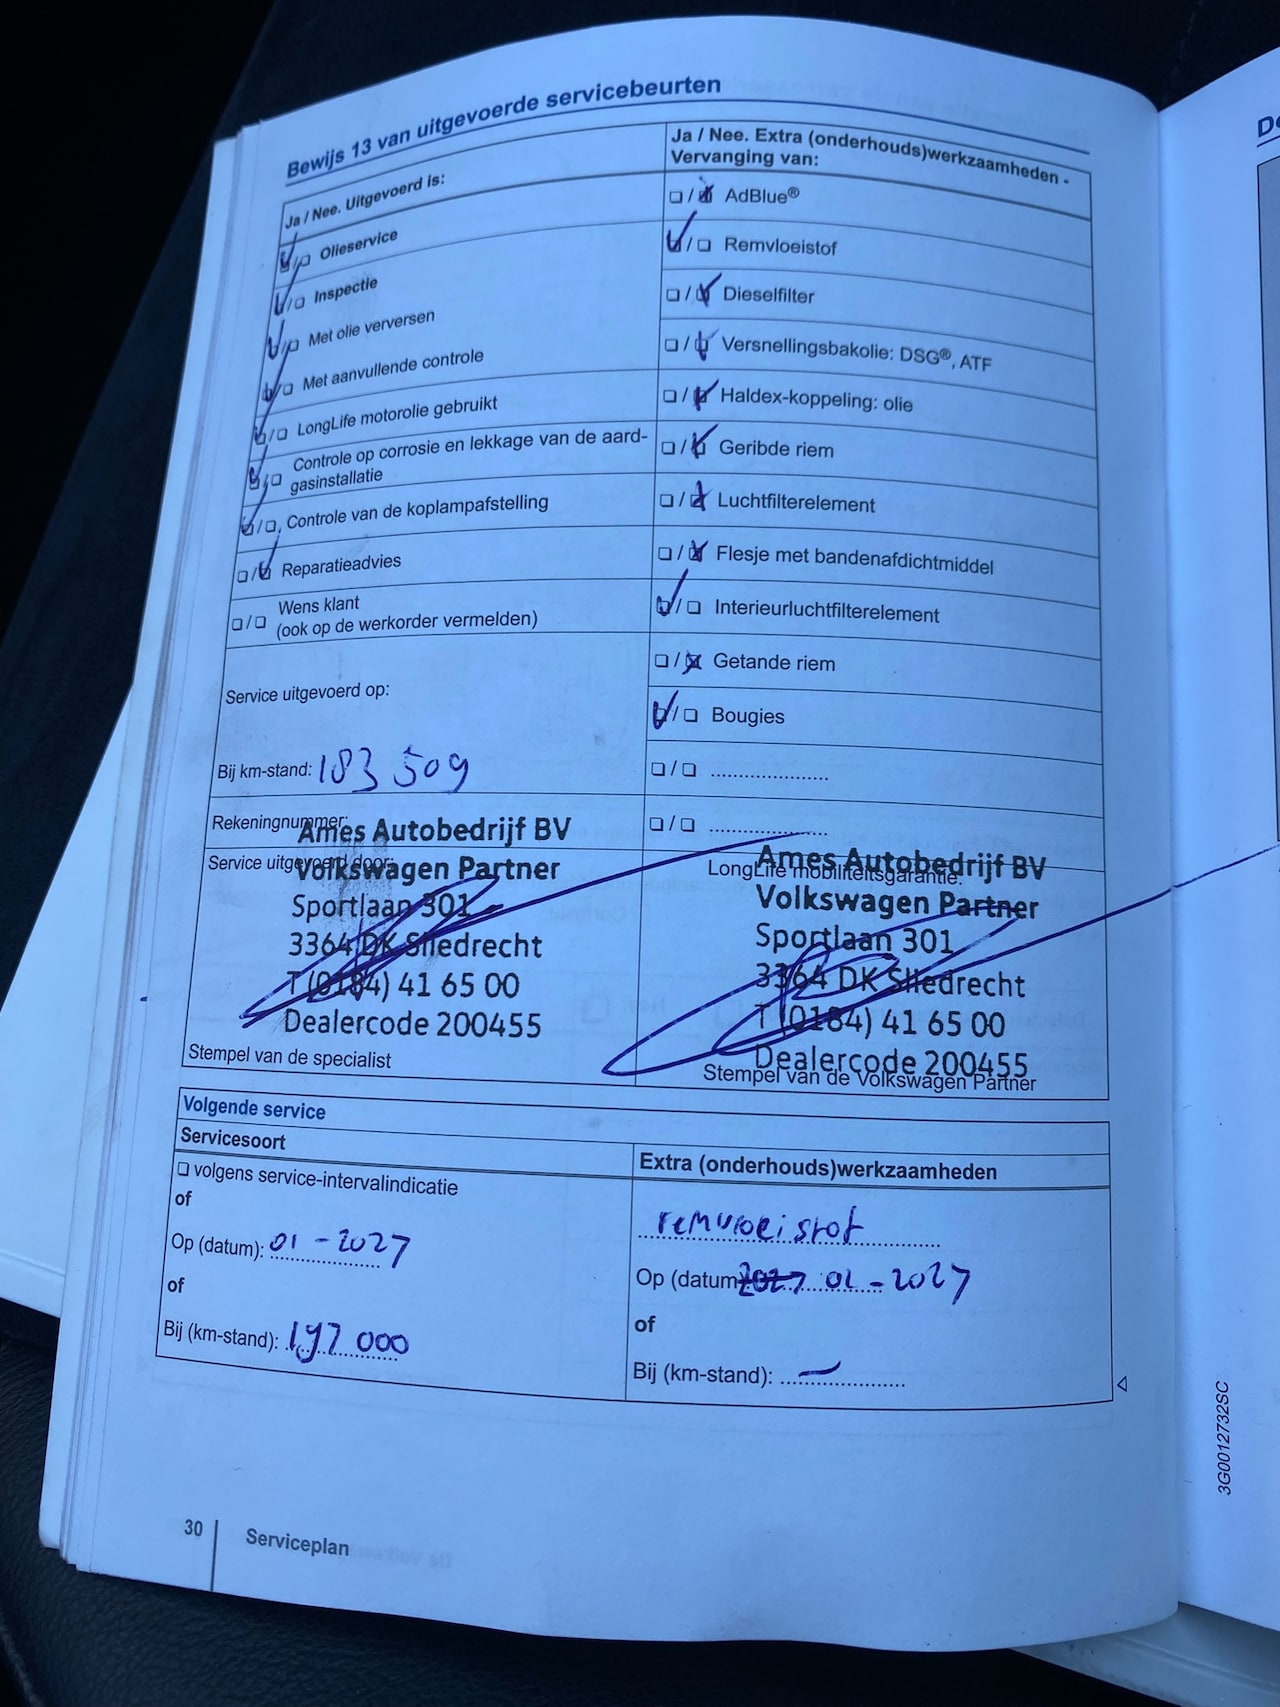 Bewijs 13 van uitgevoerde servicebeurten
Ja / Nee. Uitgevoerd is:
Olieservice
Inspectie
Met olie verversen
Met aanvullende controle
LongLife motorolie gebruikt
Controle op corrosie en lekkage van de aard-
gasinstallatie
Controle van de koplampafstelling
Reparatieadvies
Wens klant
(ook op de werkorder vermelden)
Service uitgevoerd op:
Bij km-stand: 183 509
Rekeningnummer:
Service uitgevoerd door:
Ames Autobedrijf BV
Volkswagen Partner
Sportlaan 301
3364 DK Sliedrecht
T (0184) 41 65 00
Dealercode 200455
Stempel van de specialist
Ja / Nee. Extra (onderhouds)werkzaamheden -
Vervanging van:
AdBlue®
Remvloeistof
Dieselfilter
Versnellingsbakolie: DSG®, ATF
Haldex-koppeling: olie
Geribde riem
Luchtfilterelement
Flesje met bandenafdichtmiddel
Interieurluchtfilterelement
Getande riem
Bougies
LongLife mobiliteitsgarantie:
Ames Autobedrijf BV
Volkswagen Partner
Sportlaan 301
3364 DK Sliedrecht
T (0184) 41 65 00
Dealercode 200455
Stempel van de Volkswagen Partner
Volgende service
Servicesoort
volgens service-intervalindicatie
of
Op (datum): 01 - 2027
of
Bij (km-stand): 197 000
Extra (onderhouds)werkzaamheden
remvloeistof
Op (datum): 2027 01 - 2027
of
Bij (km-stand): —
30
Serviceplan
3G0012732SC